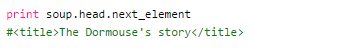 print soup.head.next_element
#<title>The Dormouse's story</title>